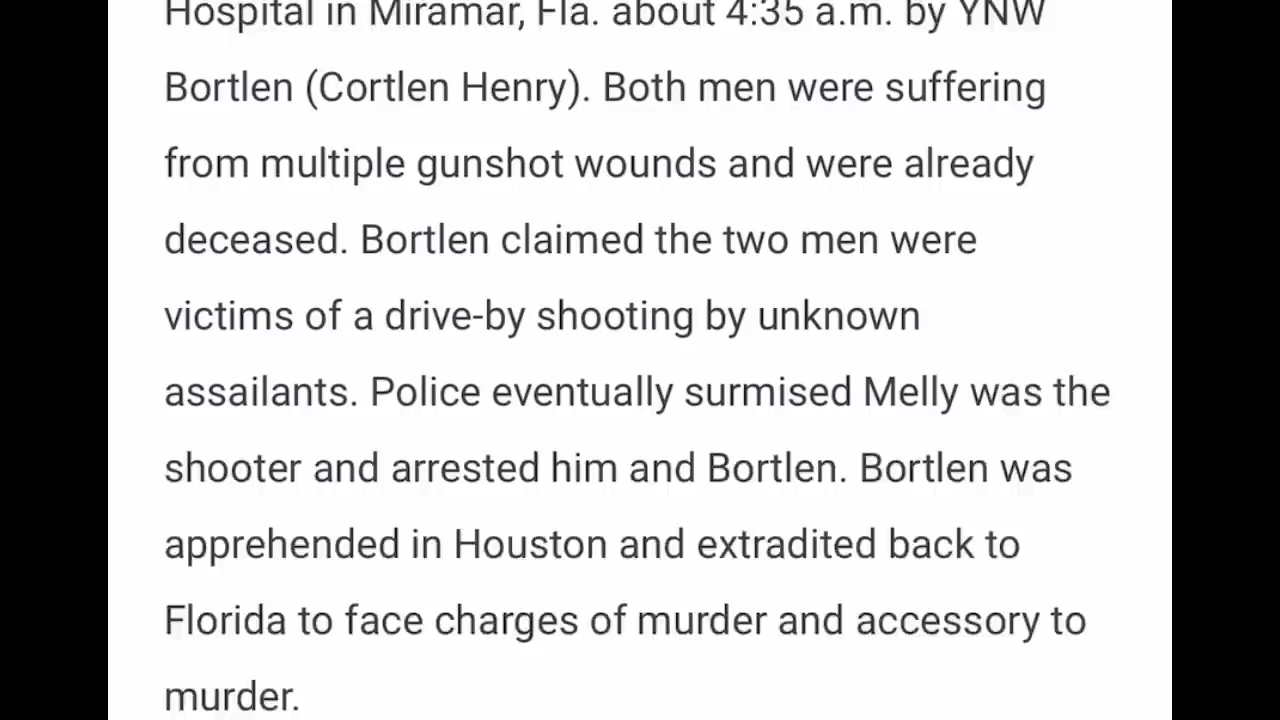 Hospital in Miramar, Fla. about 4:35 a.m. by YNW
Bortlen (Cortlen Henry). Both men were suffering
from multiple gunshot wounds and were already
deceased. Bortlen claimed the two men were
victims of a drive-by shooting by unknown
assailants. Police eventually surmised Melly was the
shooter and arrested him and Bortlen. Bortlen was
apprehended in Houston and extradited back to
Florida to face charges of murder and accessory to
murder.